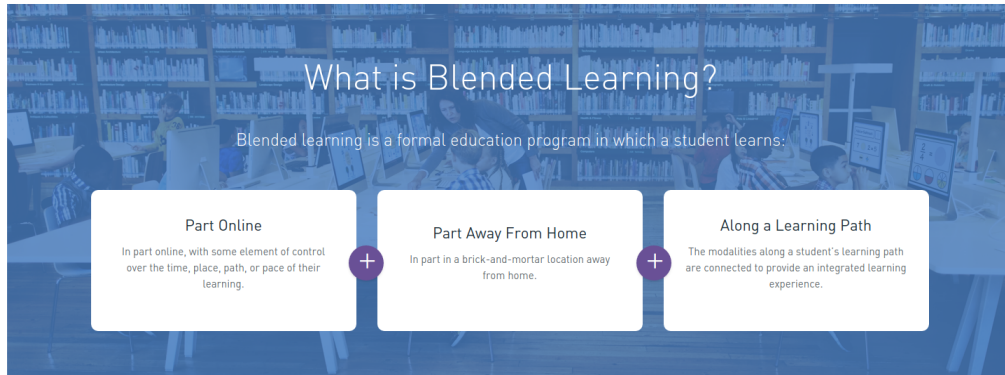 What is Blended Learning?
Blended learning is a formal education program in which a student learns:
Part Online
In part online, with some element of control
over the time, place, path, or pace of their
learning.
+
Part Away From Home
In part in a brick-and-mortar location away
from home.
+
Along a Learning Path
The modalities along a student's learning path
are connected to provide an integrated learning
experience.